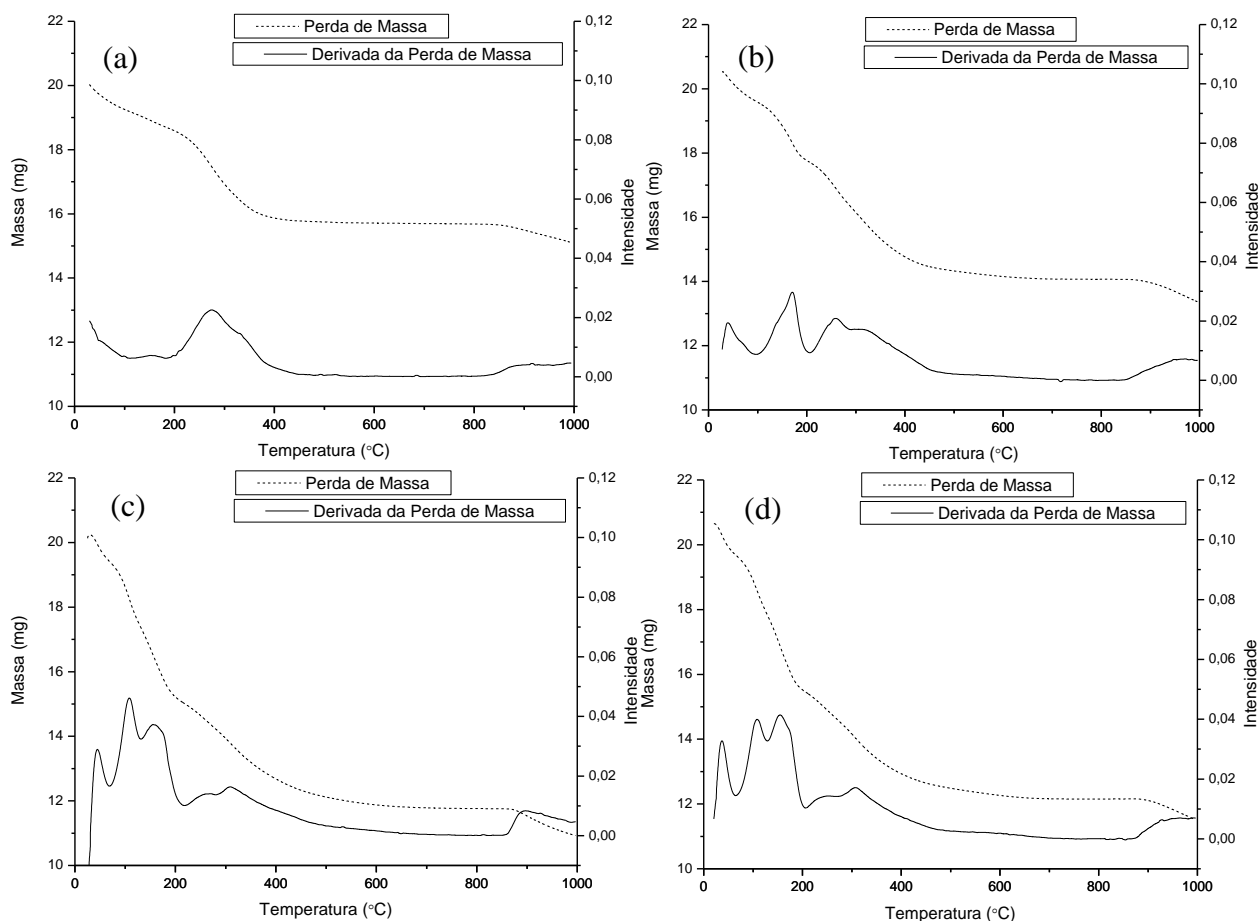 (a)
Perda de Massa
Derivada da Perda de Massa
22
20
18
16
14
12
10
Massa (mg)
0,12
0,10
0,08
0,06
0,04
0,02
0,00
Intensidade
0 200 400 600 800 1000
Temperatura (°C)
(b)
Perda de Massa
Derivada da Perda de Massa
22
20
18
16
14
12
10
Massa (mg)
0,12
0,10
0,08
0,06
0,04
0,02
0,00
Intensidade
0 200 400 600 800 1000
Temperatura (°C)
(c)
Perda de Massa
Derivada da Perda de Massa
22
20
18
16
14
12
10
Massa (mg)
0,12
0,10
0,08
0,06
0,04
0,02
0,00
Intensidade
0 200 400 600 800 1000
Temperatura (°C)
(d)
Perda de Massa
Derivada da Perda de Massa
22
20
18
16
14
12
10
Massa (mg)
0,12
0,10
0,08
0,06
0,04
0,02
0,00
Intensidade
0 200 400 600 800 1000
Temperatura (°C)